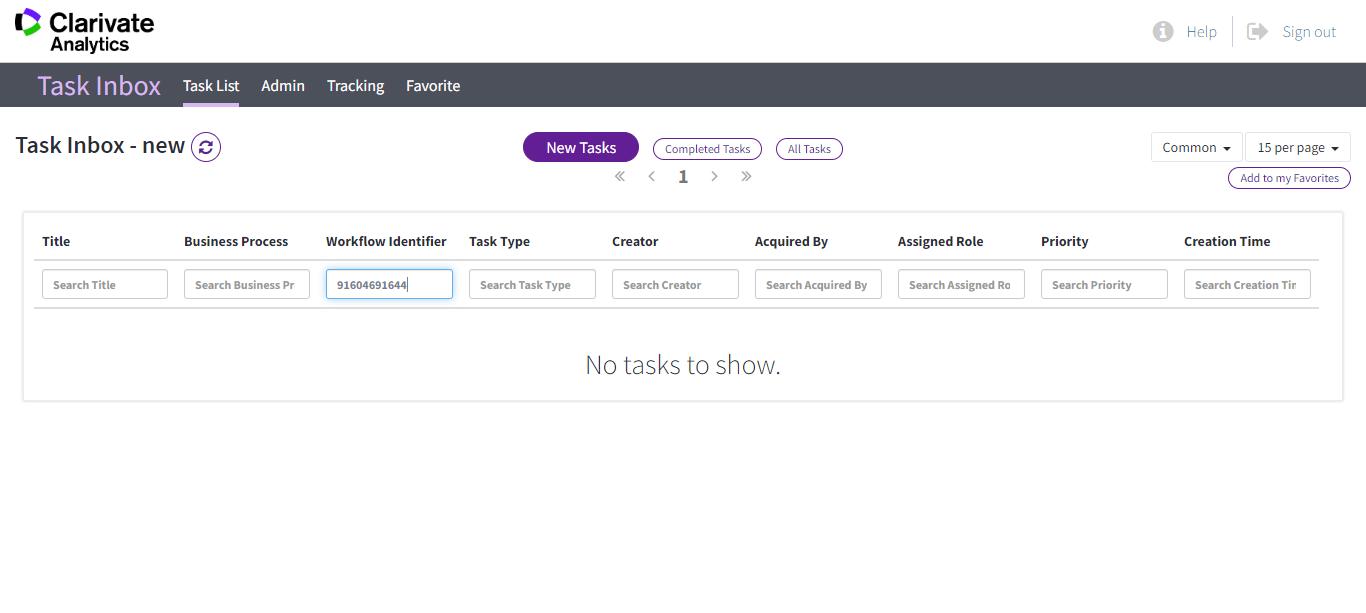 Clarivate
Analytics
Help
Sign out
Task Inbox
Task List
Admin
Tracking
Favorite
Task Inbox - new
New Tasks
Completed Tasks
All Tasks
Common
15 per page
« ‹ 1 › »
Add to my Favorites
Title
Business Process
Workflow Identifier
Task Type
Creator
Acquired By
Assigned Role
Priority
Creation Time
Search Title
Search Business Pr
91604691644
Search Task Type
Search Creator
Search Acquired By
Search Assigned Ro
Search Priority
Search Creation Tin
No tasks to show.